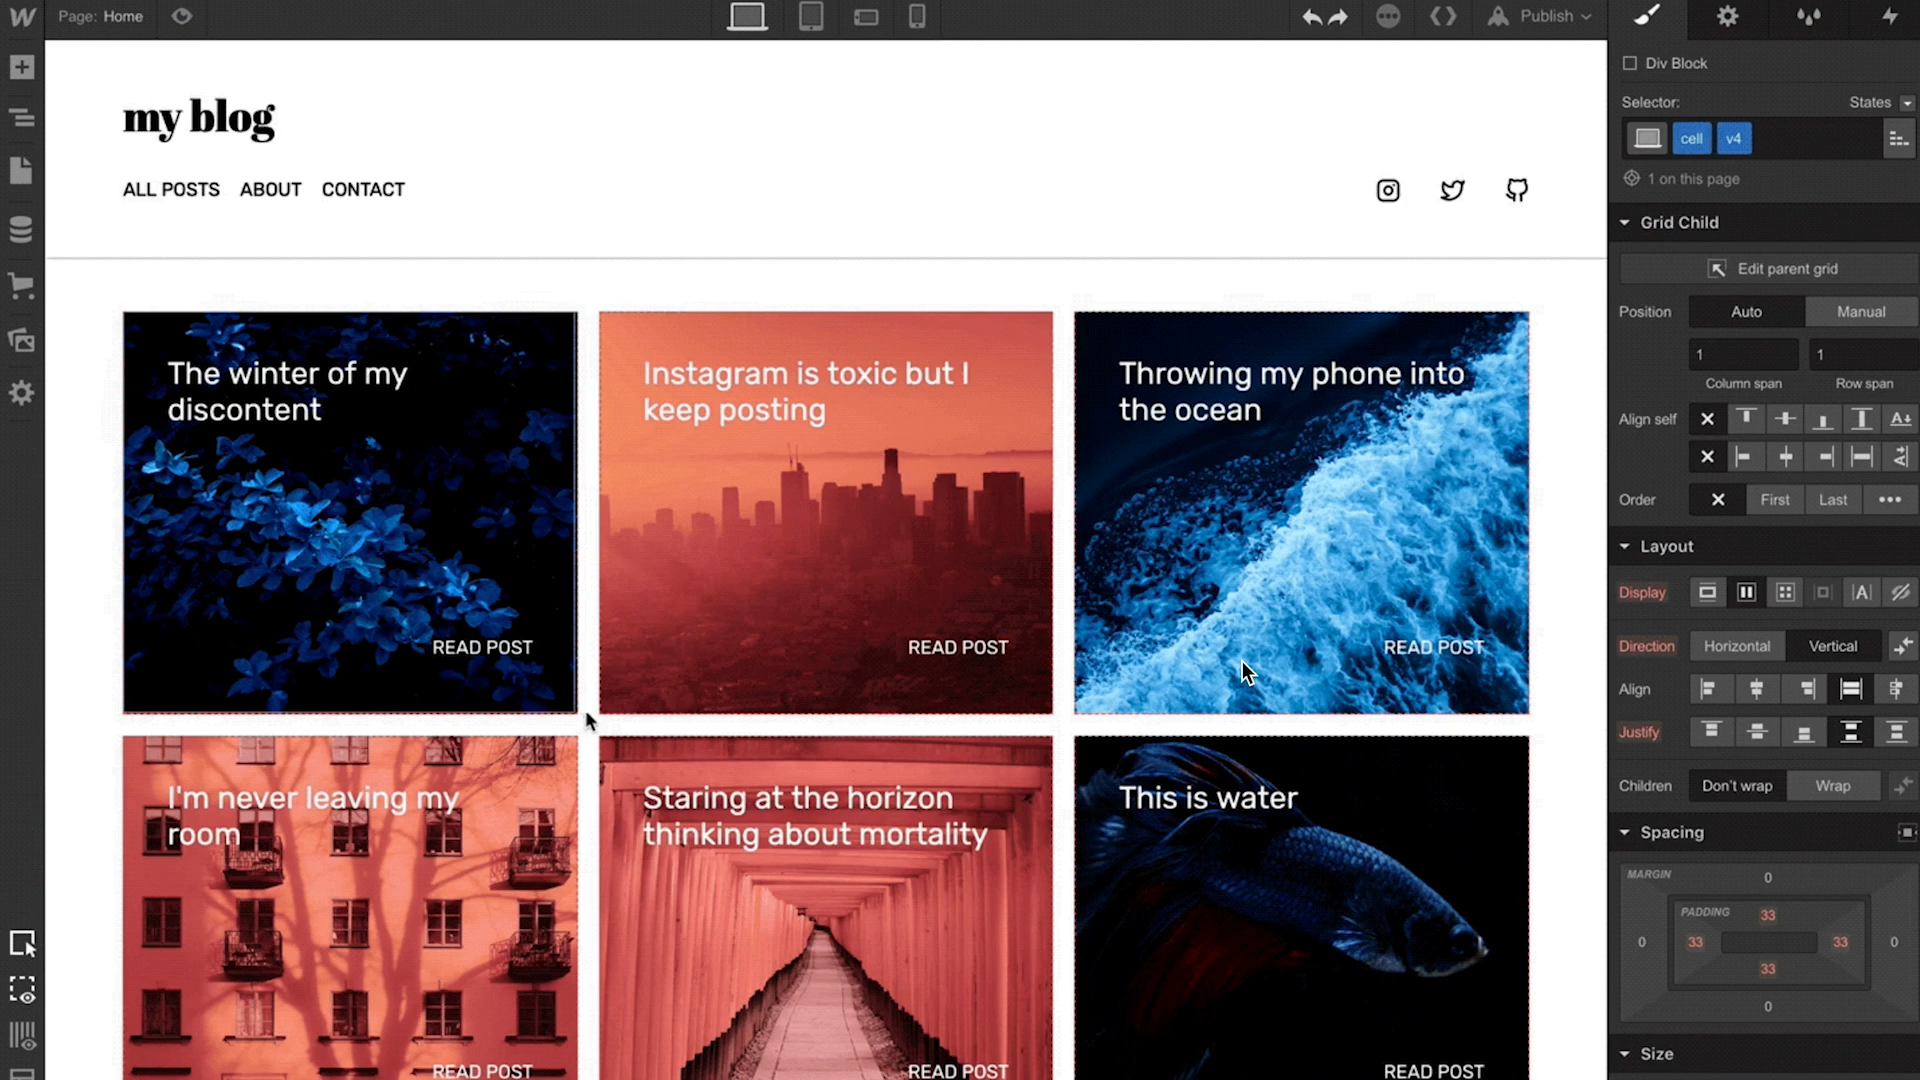 Page: Home
Publish
my blog
ALL POSTS ABOUT CONTACT
The winter of my
discontent
READ POST
Instagram is toxic but I
keep posting
READ POST
Throwing my phone into
the ocean
READ POST
I'm never leaving my
room
READ POST
Staring at the horizon
thinking about mortality
READ POST
This is water
READ POST
Div Block
Selector: States
cell v4
1 on this page
Grid Child
Edit parent grid
Position Auto Manual
1 1
Column span Row span
Align self
Order First Last
Layout
Display
Direction Horizontal Vertical
Align
Justify
Children Don't wrap Wrap
Spacing
MARGIN 0
PADDING 33
0 33 33 0
33
0
Size